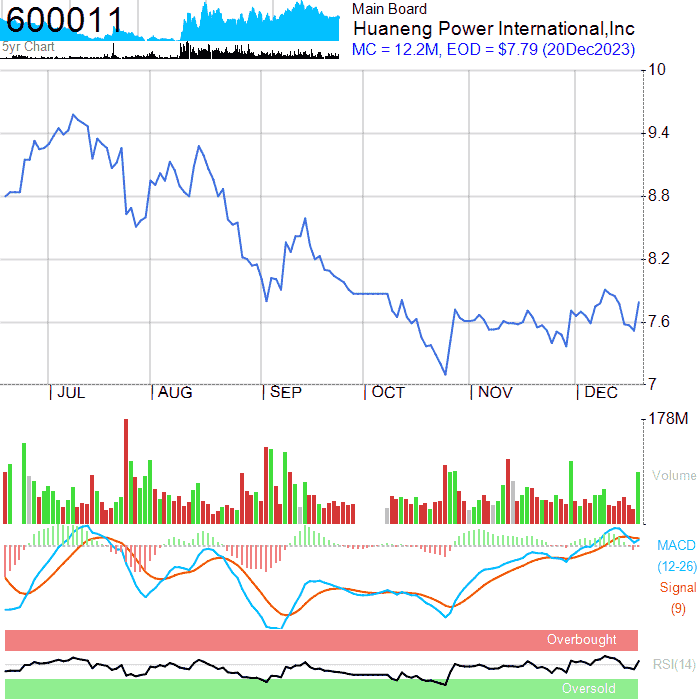 600011
5yr Chart
Main Board
Huaneng Power International,Inc
MC = 12.2M, EOD = $7.79 (20Dec2023)
10
9.4
8.8
8.2
7.6
7
JUL AUG SEP OCT NOV DEC
178M
Volume
MACD
(12-26)
Signal
(9)
Overbought
RSI(14)
Oversold